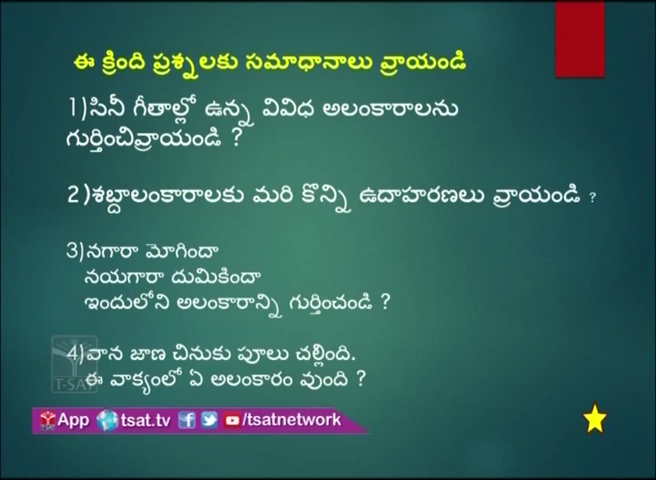 ఈ క్రింది ప్రశ్నలకు సమాధానాలు వ్రాయండి
1)సినీ గీతాల్లో ఉన్న వివిధ అలంకారాలను
గుర్తించివ్రాయండి ?
2)శబ్దాలంకారాలకు మరి కొన్ని ఉదాహరణలు వ్రాయండి ?
3)నగారా మోగిందా
నయగారా దుమికిందా
ఇందులోని అలంకారాన్ని గుర్తించండి ?
4)వాన జాణ చినుకు పూలు చల్లింది.
ఈ వాక్యంలో ఏ అలంకారం వుంది ?
T-SAT
App tsat.tv /tsatnetwork